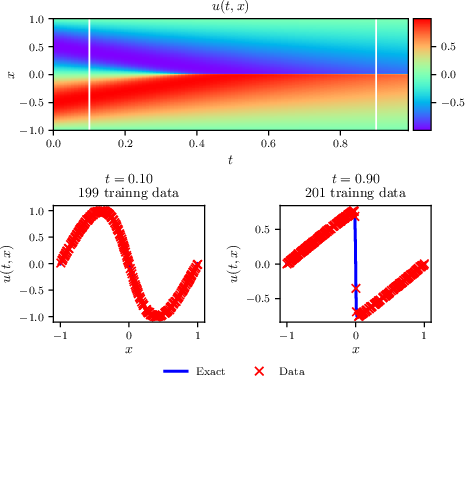 u(t, x)
1.0
0.5
0.0
−0.5
−1.0
x
0.0 0.2 0.4 0.6 0.8
t
0.5
0.0
−0.5
−1.0
t = 0.10
199 trainng data
1.0
0.5
0.0
−0.5
−1.0
u(t, x)
−1 0 1
x
t = 0.90
201 trainng data
0.5
0.0
−0.5
u(t, x)
−1 0 1
x
Exact
Data